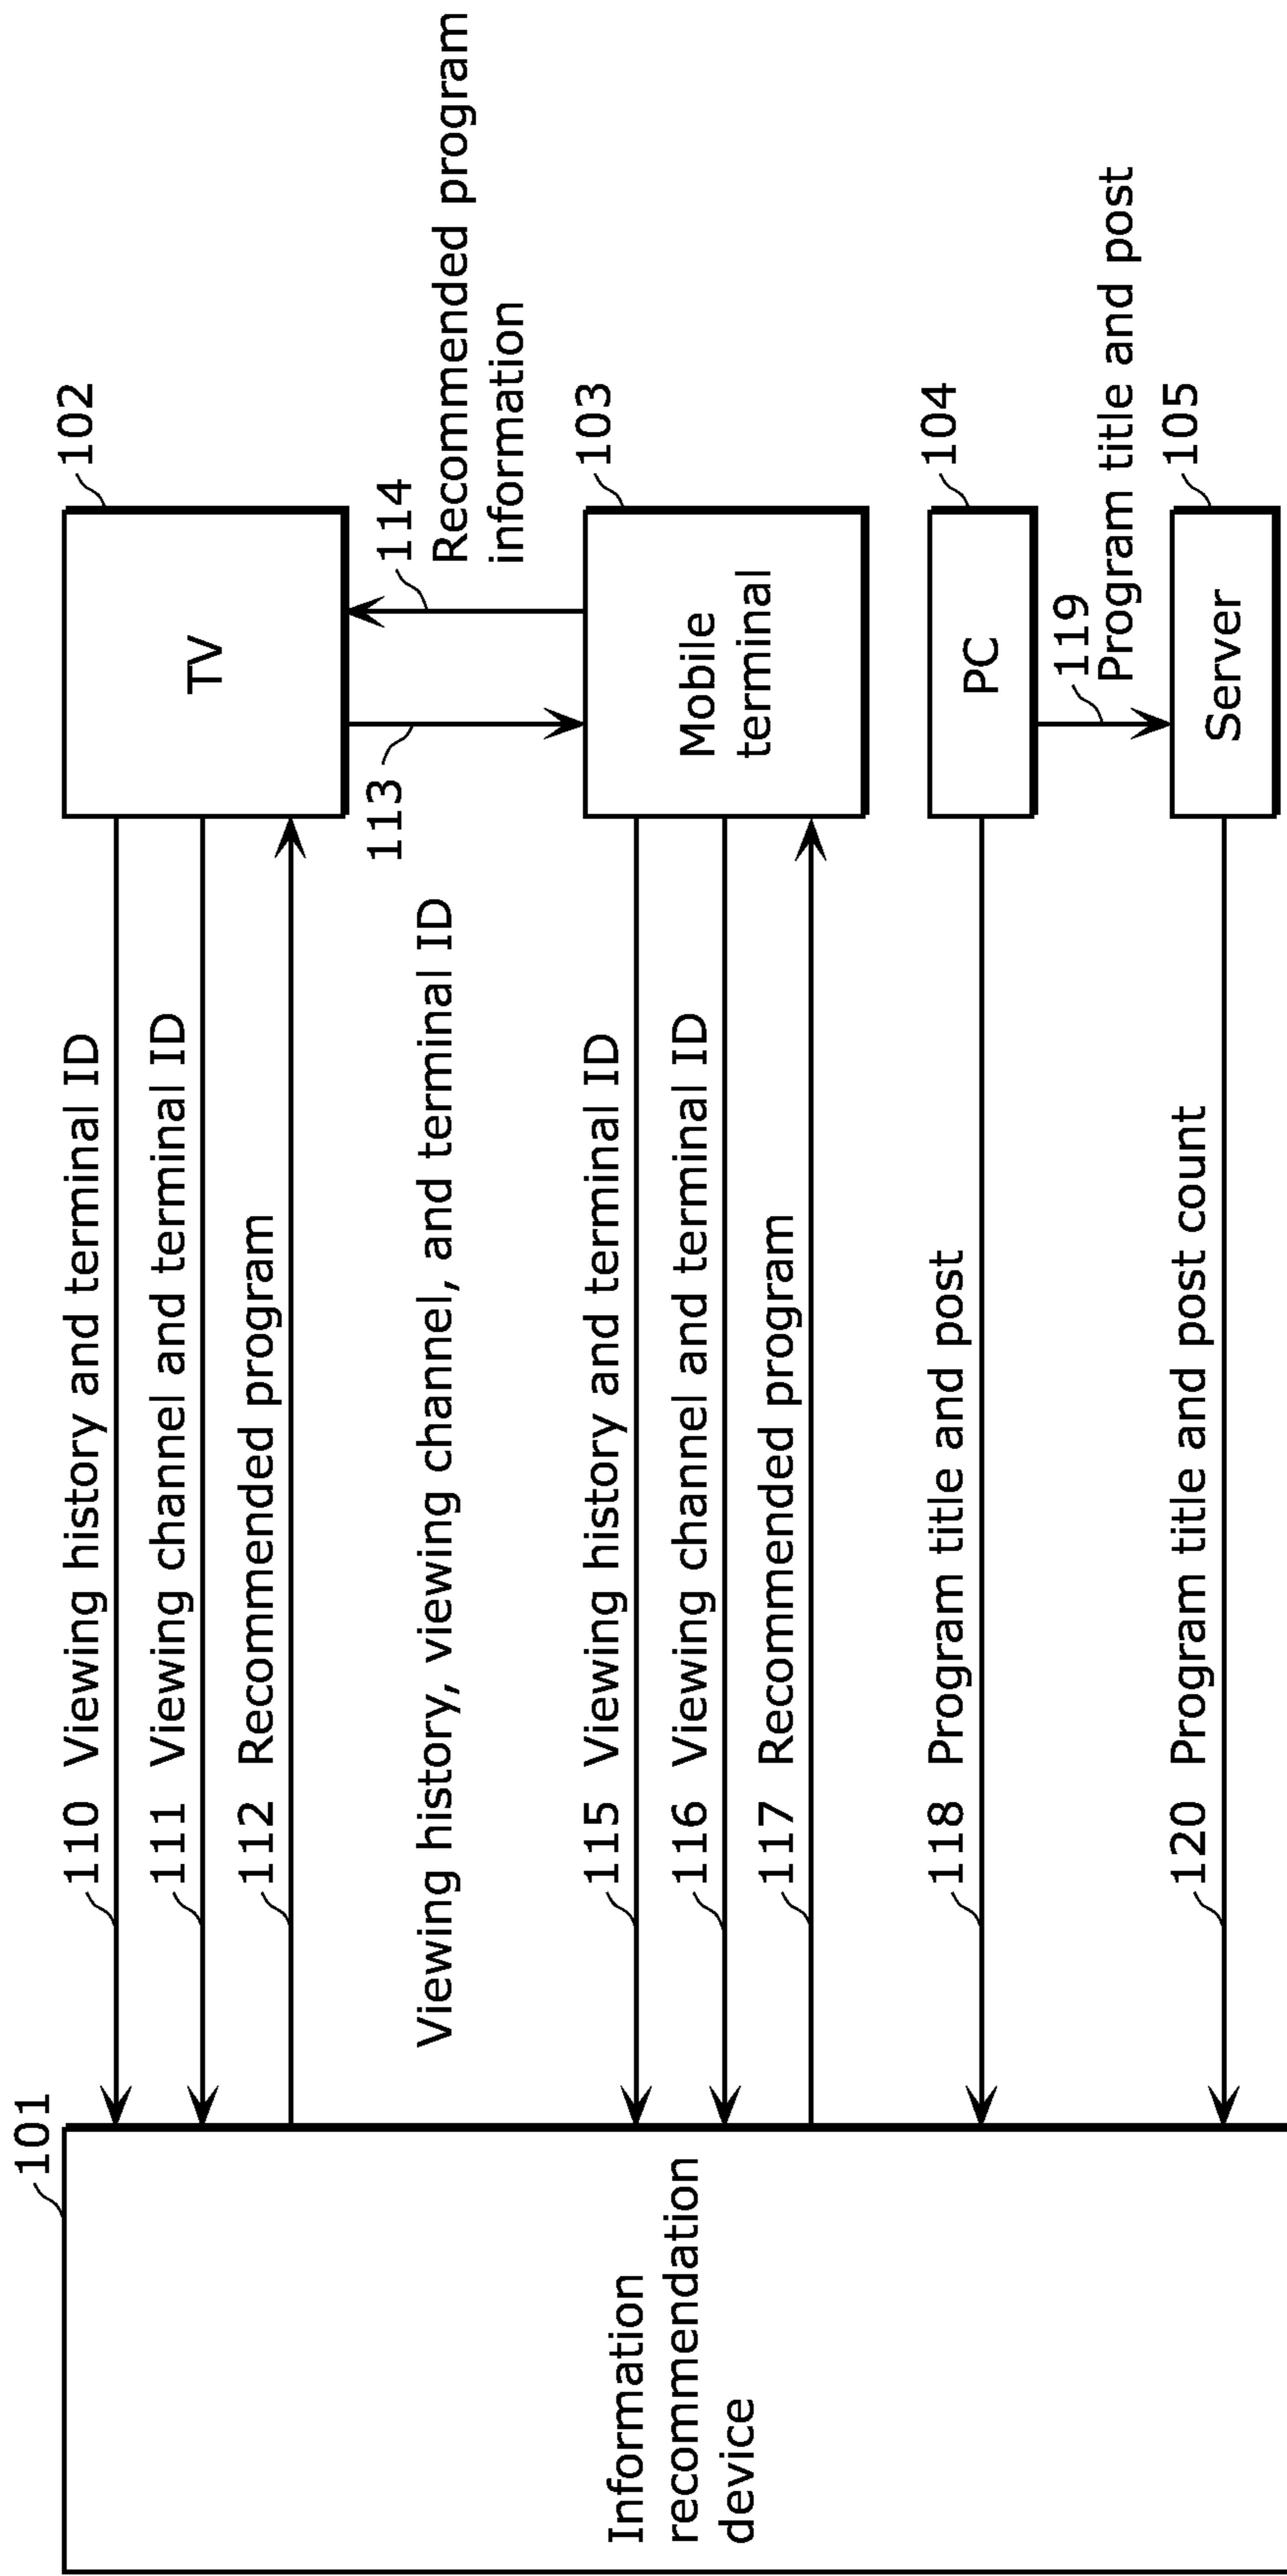 101
Information
recommendation
device
110 Viewing history and terminal ID
111 Viewing channel and terminal ID
112 Recommended program
102
TV
113
Viewing history, viewing channel, and terminal ID
114
Recommended program
information
115 Viewing history and terminal ID
116 Viewing channel and terminal ID
117 Recommended program
103
Mobile
terminal
118 Program title and post
104
PC
119
Program title and post
120 Program title and post count
105
Server